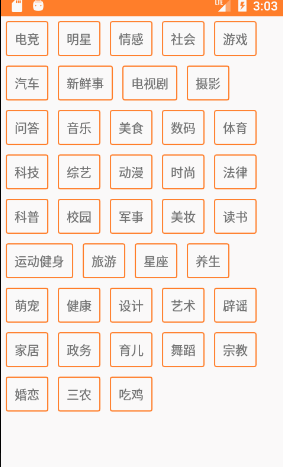 3:03
电竞 明星 情感 社会 游戏
汽车 新鲜事 电视剧 摄影
问答 音乐 美食 数码 体育
科技 综艺 动漫 时尚 法律
科普 校园 军事 美妆 读书
运动健身 旅游 星座 养生
萌宠 健康 设计 艺术 辟谣
家居 政务 育儿 舞蹈 宗教
婚恋 三农 吃鸡